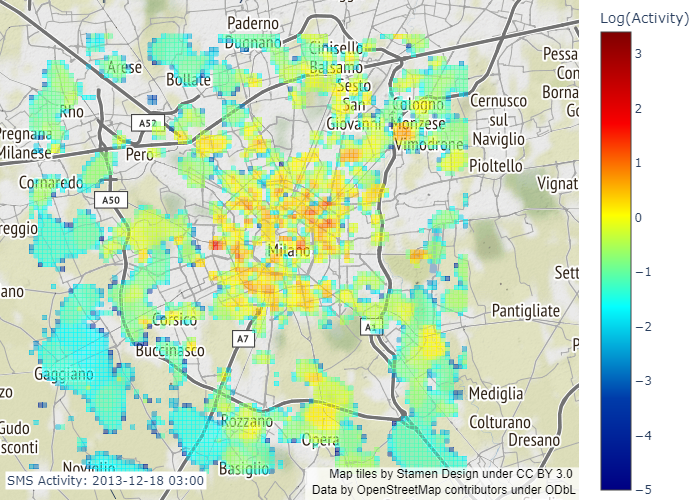 Log(Activity)
3
2
1
0
−1
−2
−3
−4
−5
Paderno
Dugnano
Cinisello
Balsamo
Arese
Bollate
Sesto
San
Giovanni
Cologno
Monzese
Vimodrone
Cernusco
sul
Naviglio
Pessa
Con
Borna
Go
Rho
A52
Pregnana
Milanese
Pero
Pioltello
Cornaredo
A50
Vignat
reggio
Milano
Sett
ano
Pantigliate
Corsico
A7
A1
Buccinasco
P
Gaggiano
zo
Mediglia
Gudo
sconti
Rozzano
Opera
Colturano
Dresano
Noviglio
Basiglio
SMS Activity: 2013-12-18 03:00
Map tiles by Stamen Design under CC BY 3.0
Data by OpenStreetMap contributors under ODbL